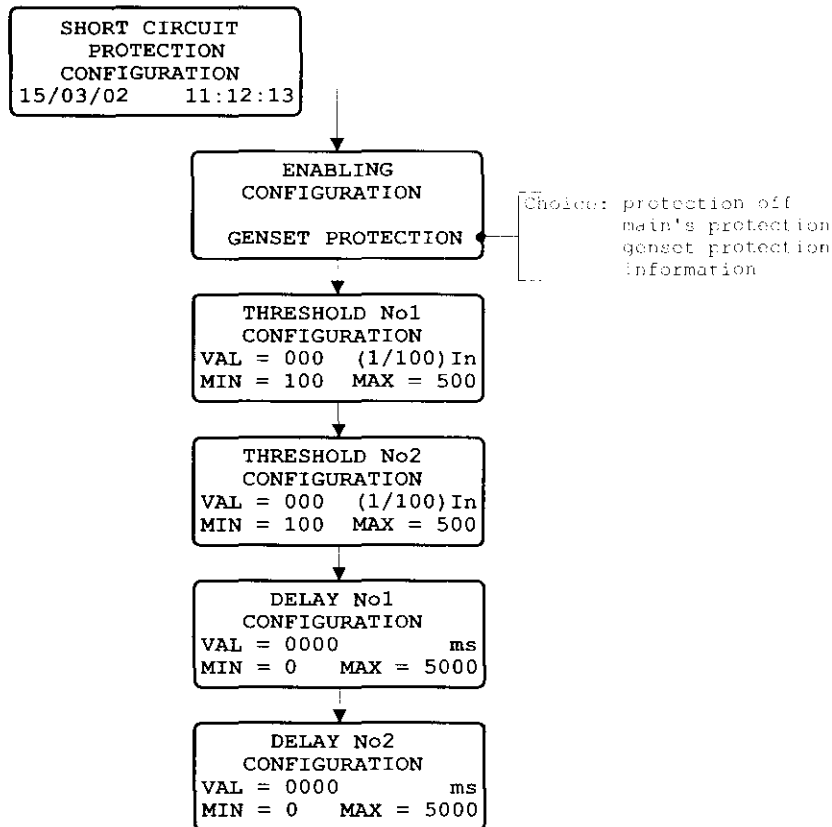 SHORT CIRCUIT
PROTECTION
CONFIGURATION
15/03/02 11:12:13
ENABLING
CONFIGURATION
GENSET PROTECTION
Choice: protection off
main's protection
genset protection
information
THRESHOLD No1
CONFIGURATION
VAL = 000 (1/100)In
MIN = 100 MAX = 500
THRESHOLD No2
CONFIGURATION
VAL = 000 (1/100)In
MIN = 100 MAX = 500
DELAY No1
CONFIGURATION
VAL = 0000 ms
MIN = 0 MAX = 5000
DELAY No2
CONFIGURATION
VAL = 0000 ms
MIN = 0 MAX = 5000